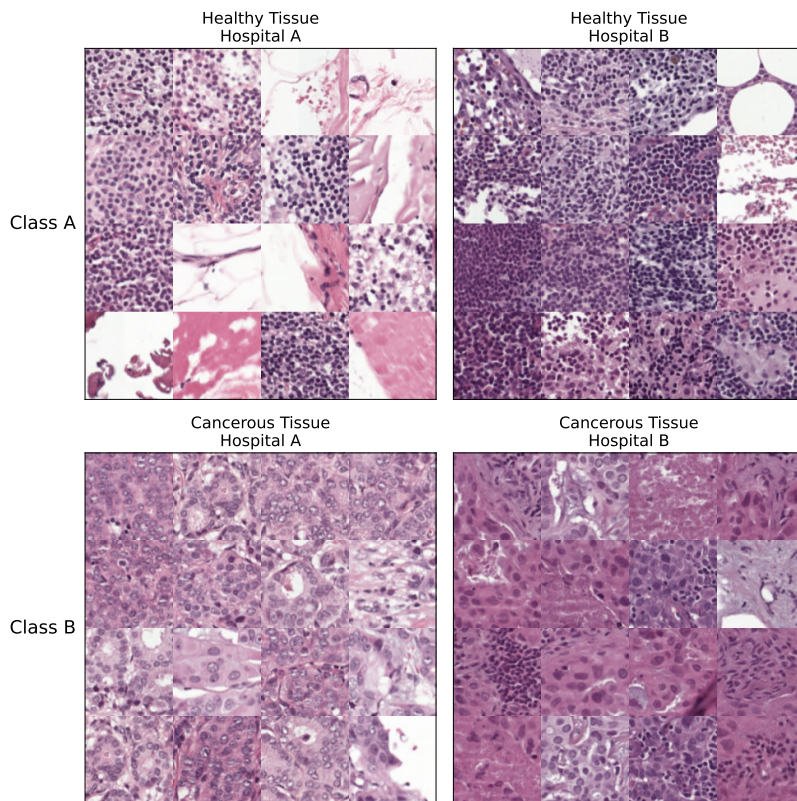 Healthy Tissue
Hospital A
Healthy Tissue
Hospital B
Class A
Cancerous Tissue
Hospital A
Cancerous Tissue
Hospital B
Class B